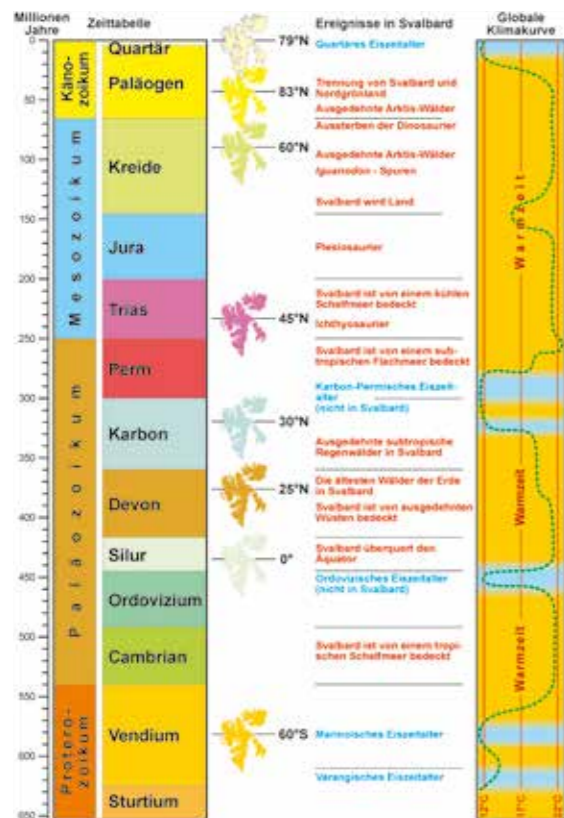 Millionen
Jahre
Zeittabelle
Ereignisse in Svalbard
Globale
Klimakurve
0
50
100
150
200
250
300
350
400
450
500
550
600
650
Känozoikum
Mesozoikum
Paläozoikum
Proterozoikum
Quartär
Paläogen
Kreide
Jura
Trias
Perm
Karbon
Devon
Silur
Ordovizium
Cambrian
Vendium
Sturtium
79°N
83°N
60°N
45°N
30°N
25°N
0°
60°S
Quartäres Eiszeitalter
Trennung von Svalbard und
Nordgrönland
Ausgedehnte Arktis-Wälder
Aussterben der Dinosaurier
Ausgedehnte Arktis-Wälder
Iguanodon - Spuren
Svalbard wird Land
Plesiosaurier
Svalbard ist von einem kühlen
Schelfmeer bedeckt
Ichthyosaurier
Svalbard ist von einem sub-
tropischen Flachmeer bedeckt
Karbon-Permisches Eiszeit-
alter
(nicht in Svalbard)
Ausgedehnte subtropische
Regenwälder in Svalbard
Die ältesten Wälder der Erde
in Svalbard
Svalbard ist von ausgedehnten
Wüsten bedeckt
Svalbard überquert den
Äquator
Ordovizisches Eiszeitalter
(nicht in Svalbard)
Svalbard ist von einem tropi-
schen Schelfmeer bedeckt
Marinoisches Eiszeitalter
Varengisches Eiszeitalter
Warmzeit
Warmzeit
Warmzeit
12°C
17°C
22°C